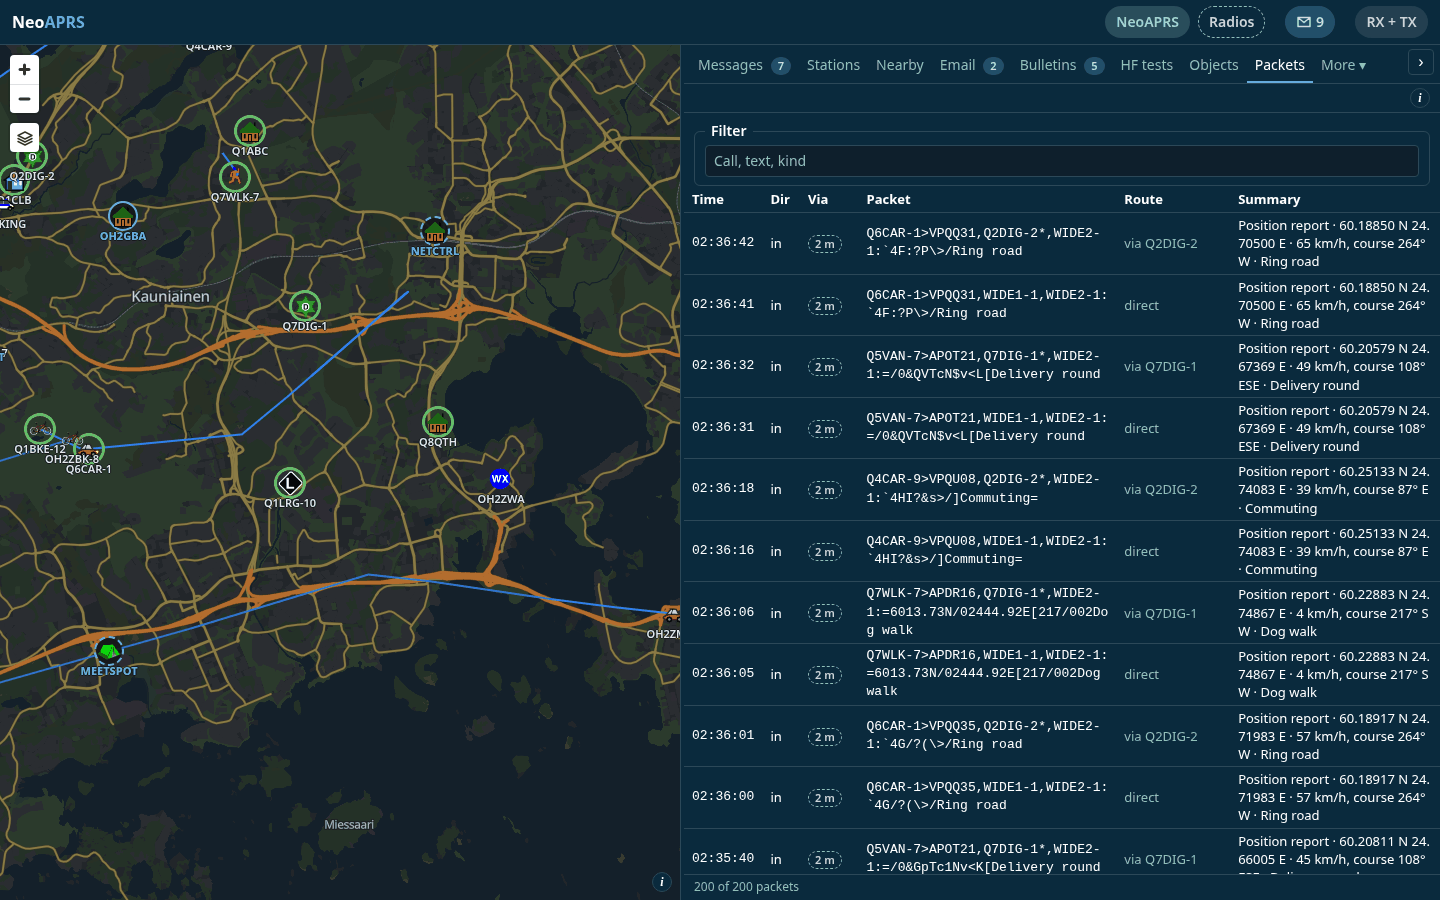 NeoAPRS
NeoAPRS
Radios
9
RX + TX
Q4CAR-9
+
−
Q1ABC
Q2DIG-2
Q7WLK-7
OH2GBA
NETCTRL
Kauniainen
Q7DIG-1
Q1BKE-12
OH2ZBK-8
Q6CAR-1
Q8QTH
L
Q1LRG-10
WX
OH2ZWA
MEETSPOT
Miessaari
i
Messages 7
Stations
Nearby
Email 2
Bulletins 5
HF tests
Objects
Packets
More ▾
›
i
Filter
Call, text, kind
Time Dir Via Packet Route Summary
02:36:42 in 2 m Q6CAR-1>VPQQ31,Q2DIG-2*,WIDE2-
1:`4F:?P\>/Ring road
via Q2DIG-2
Position report · 60.18850 N 24.
70500 E · 65 km/h, course 264°
W · Ring road
02:36:41 in 2 m Q6CAR-1>VPQQ31,WIDE1-1,WIDE2-1:
`4F:?P\>/Ring road
direct
Position report · 60.18850 N 24.
70500 E · 65 km/h, course 264°
W · Ring road
02:36:32 in 2 m Q5VAN-7>APOT21,Q7DIG-1*,WIDE2-
1:=/0&QVTcN$v<L[Delivery round
via Q7DIG-1
Position report · 60.20579 N 24.
67369 E · 49 km/h, course 108°
ESE · Delivery round
02:36:31 in 2 m Q5VAN-7>APOT21,WIDE1-1,WIDE2-1:
=/0&QVTcN$v<L[Delivery round
direct
Position report · 60.20579 N 24.
67369 E · 49 km/h, course 108°
ESE · Delivery round
02:36:18 in 2 m Q4CAR-9>VPQU08,Q2DIG-2*,WIDE2-
1:`4HI?&s>/]Commuting=
via Q2DIG-2
Position report · 60.25133 N 24.
74083 E · 39 km/h, course 87° E
· Commuting
02:36:16 in 2 m Q4CAR-9>VPQU08,WIDE1-1,WIDE2-1:
`4HI?&s>/]Commuting=
direct
Position report · 60.25133 N 24.
74083 E · 39 km/h, course 87° E
· Commuting
02:36:06 in 2 m Q7WLK-7>APDR16,Q7DIG-1*,WIDE2-
1:=6013.73N/02444.92E[217/002Do
g walk
via Q7DIG-1
Position report · 60.22883 N 24.
74867 E · 4 km/h, course 217° S
W · Dog walk
02:36:05 in 2 m Q7WLK-7>APDR16,WIDE1-1,WIDE2-1:
=6013.73N/02444.92E[217/002Dog
walk
direct
Position report · 60.22883 N 24.
74867 E · 4 km/h, course 217° S
W · Dog walk
02:36:01 in 2 m Q6CAR-1>VPQQ35,Q2DIG-2*,WIDE2-
1:`4G/?(\>/Ring road
via Q2DIG-2
Position report · 60.18917 N 24.
71983 E · 57 km/h, course 264°
W · Ring road
02:36:00 in 2 m Q6CAR-1>VPQQ35,WIDE1-1,WIDE2-1:
`4G/?(\>/Ring road
direct
Position report · 60.18917 N 24.
71983 E · 57 km/h, course 264°
W · Ring road
02:35:40 in 2 m Q5VAN-7>APOT21,Q7DIG-1*,WIDE2-
1:=/0&GpTc1Nv<K[Delivery round
via Q7DIG-1
Position report · 60.20811 N 24.
66005 E · 45 km/h, course 108°
200 of 200 packets